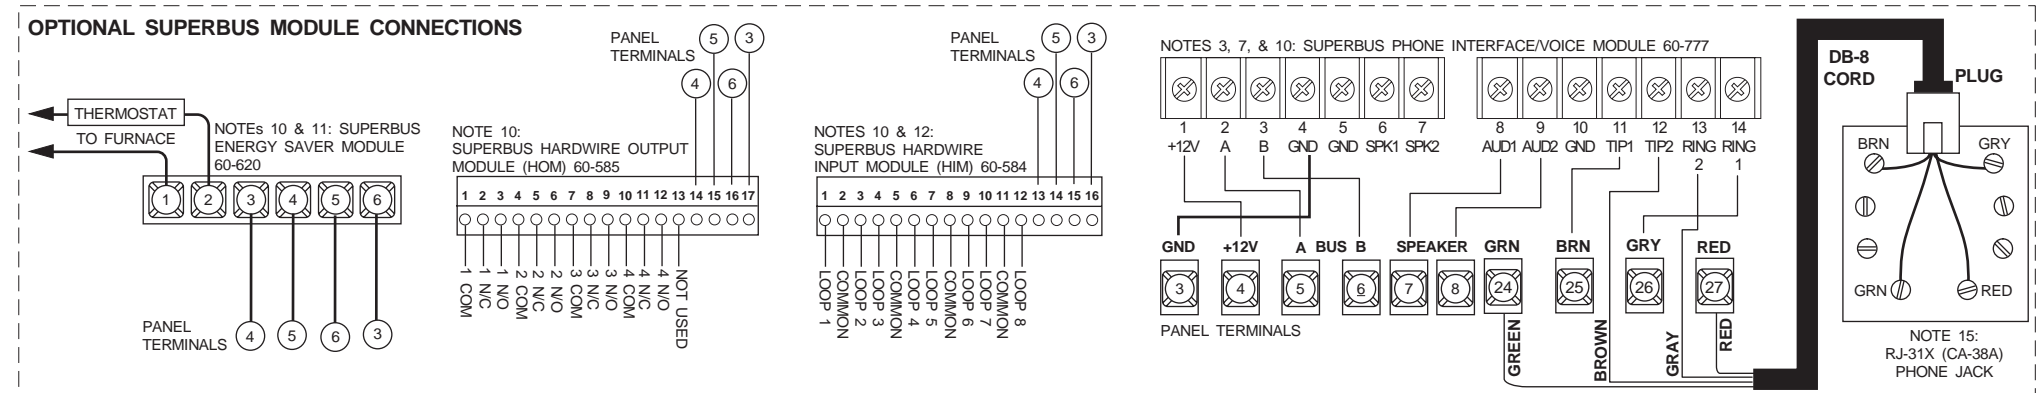 OPTIONAL SUPERBUS MODULE CONNECTIONS
THERMOSTAT
TO FURNACE
NOTEs 10 & 11: SUPERBUS
ENERGY SAVER MODULE
60-620
1 2 3 4 5 6
PANEL
TERMINALS
4 5 6 3
PANEL
TERMINALS
5 3
4 6
NOTE 10:
SUPERBUS HARDWIRE OUTPUT
MODULE (HOM) 60-585
1 2 3 4 5 6 7 8 9 10 11 12 13 14 15 16 17
1 COM
1 N/C
1 N/O
2 COM
2 N/C
2 N/O
3 COM
3 N/C
3 N/O
4 COM
4 N/C
4 N/O
NOT USED
PANEL
TERMINALS
5 3
4 6
NOTES 10 & 12:
SUPERBUS HARDWIRE
INPUT MODULE (HIM) 60-584
1 2 3 4 5 6 7 8 9 10 11 12 13 14 15 16
LOOP 1
COMMON
LOOP 2
LOOP 3
COMMON
LOOP 4
LOOP 5
COMMON
LOOP 6
LOOP 7
COMMON
LOOP 8
NOTES 3, 7, & 10: SUPERBUS PHONE INTERFACE/VOICE MODULE 60-777
1 2 3 4 5 6 7 8 9 10 11 12 13 14
+12V A B GND GND SPK1 SPK2 AUD1 AUD2 GND TIP1 TIP2 RING RING
2 1
GND +12V A BUS B SPEAKER GRN BRN GRY RED
3 4 5 6 7 8 24 25 26 27
PANEL TERMINALS
GREEN
BROWN
GRAY
RED
DB-8
CORD
PLUG
BRN GRY
GRN RED
NOTE 15:
RJ-31X (CA-38A)
PHONE JACK